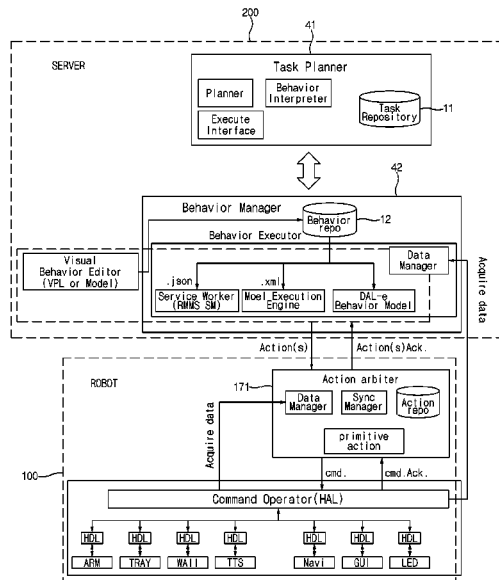 200
41
SERVER
Task Planner
Planner
Behavior
Interpreter
Execute
Interface
Task
Repository
11
42
Behavior Manager
Behavior
repo
12
Behavior Executor
Visual
Behavior Editor
(VPL or Model)
Data
Manager
Acquire data
.json
.xml
Service Worker
(RMMS SM)
Moel Execution
Engine
DAL-e
Behavior Model
Action(s)
Action(s)Ack.
ROBOT
171
Action arbiter
Data
Manager
Sync
Manager
Action
repo
primitive
action
Acquire data
cmd.
cmd.Ack.
100
Command Operator(HAL)
HDL
HDL
HDL
HDL
HDL
HDL
HDL
ARM
TRAY
WAII
TTS
Navi
GUI
LED